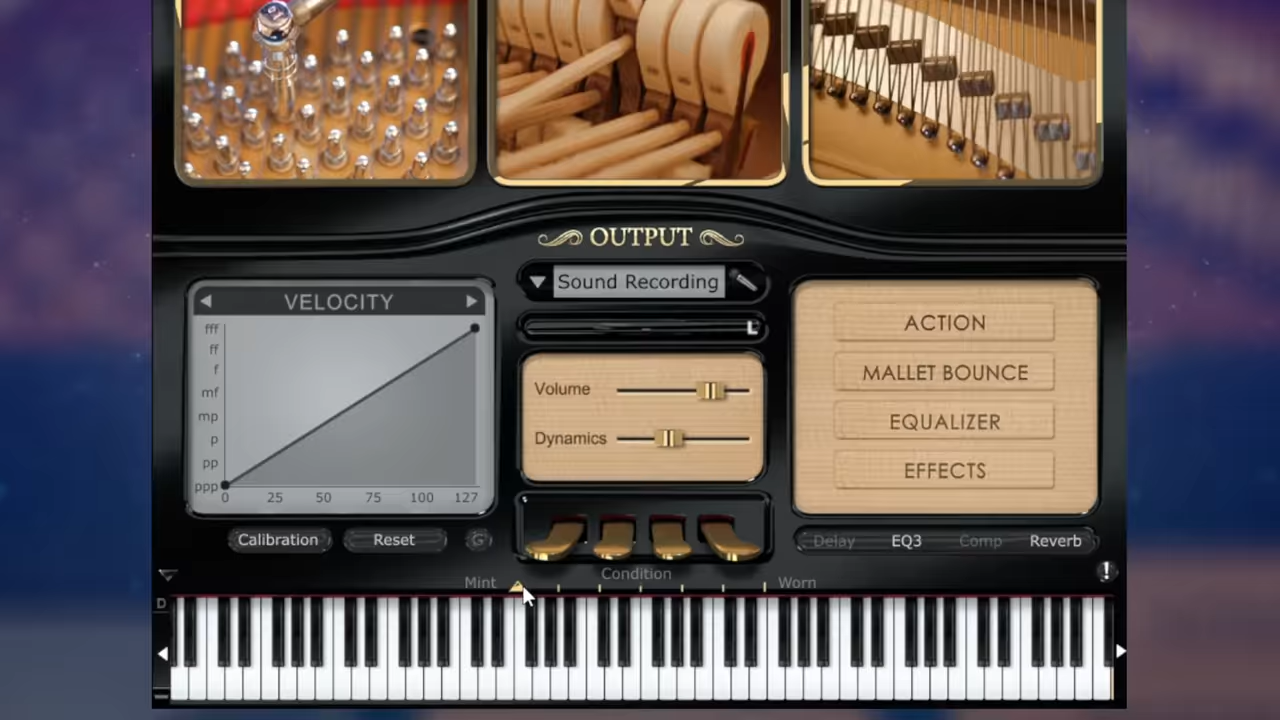 OUTPUT
Sound Recording
VELOCITY
fff
ff
f
mf
mp
p
pp
ppp
0 25 50 75 100 127
L
Volume
Dynamics
ACTION
MALLET BOUNCE
EQUALIZER
EFFECTS
Calibration Reset G
Delay EQ3 Comp Reverb
!
Mint Condition Worn
D